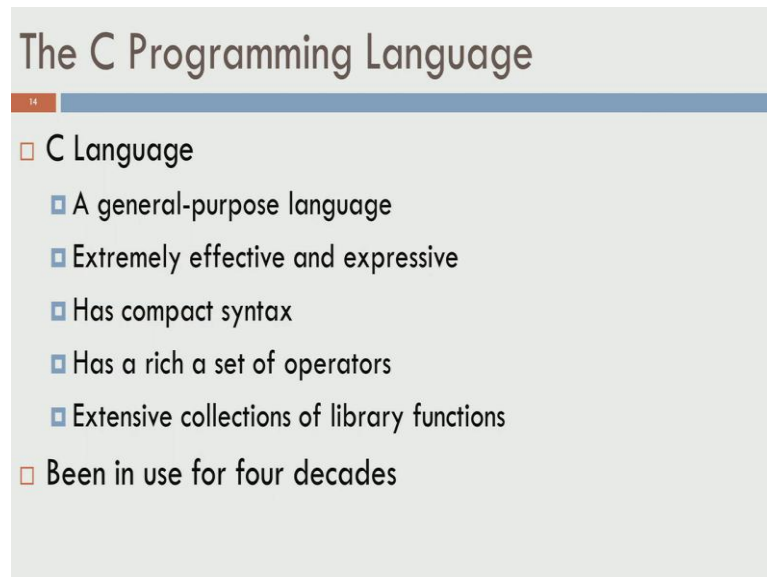 The C Programming Language
14
C Language
A general-purpose language
Extremely effective and expressive
Has compact syntax
Has a rich a set of operators
Extensive collections of library functions
Been in use for four decades